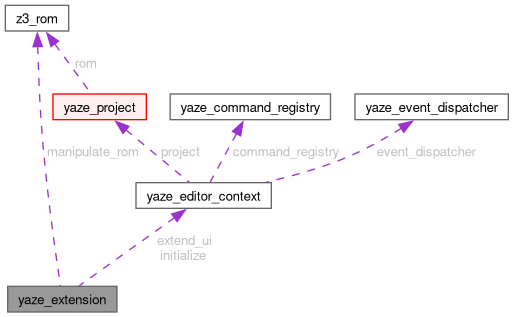 z3_rom
rom
yaze_project
yaze_command_registry
yaze_event_dispatcher
manipulate_rom
project
command_registry
event_dispatcher
yaze_editor_context
extend_ui
initialize
yaze_extension